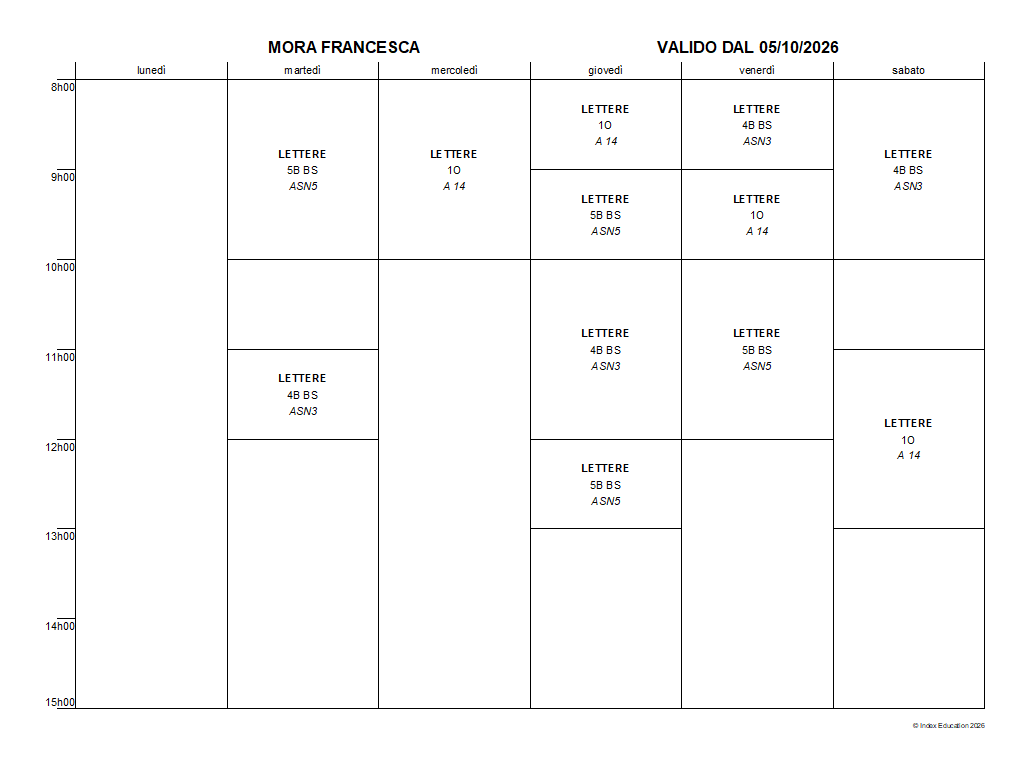 MORA FRANCESCA
VALIDO DAL 05/10/2026
lunedì
martedì
mercoledì
giovedì
venerdì
sabato
8h00
9h00
10h00
11h00
12h00
13h00
14h00
15h00
LETTERE
5B BS
ASN5
LETTERE
4B BS
ASN3
LETTERE
1O
A 14
LETTERE
1O
A 14
LETTERE
5B BS
ASN5
LETTERE
4B BS
ASN3
LETTERE
5B BS
ASN5
LETTERE
4B BS
ASN3
LETTERE
1O
A 14
LETTERE
5B BS
ASN5
LETTERE
4B BS
ASN3
LETTERE
1O
A 14
© Index Education 2026